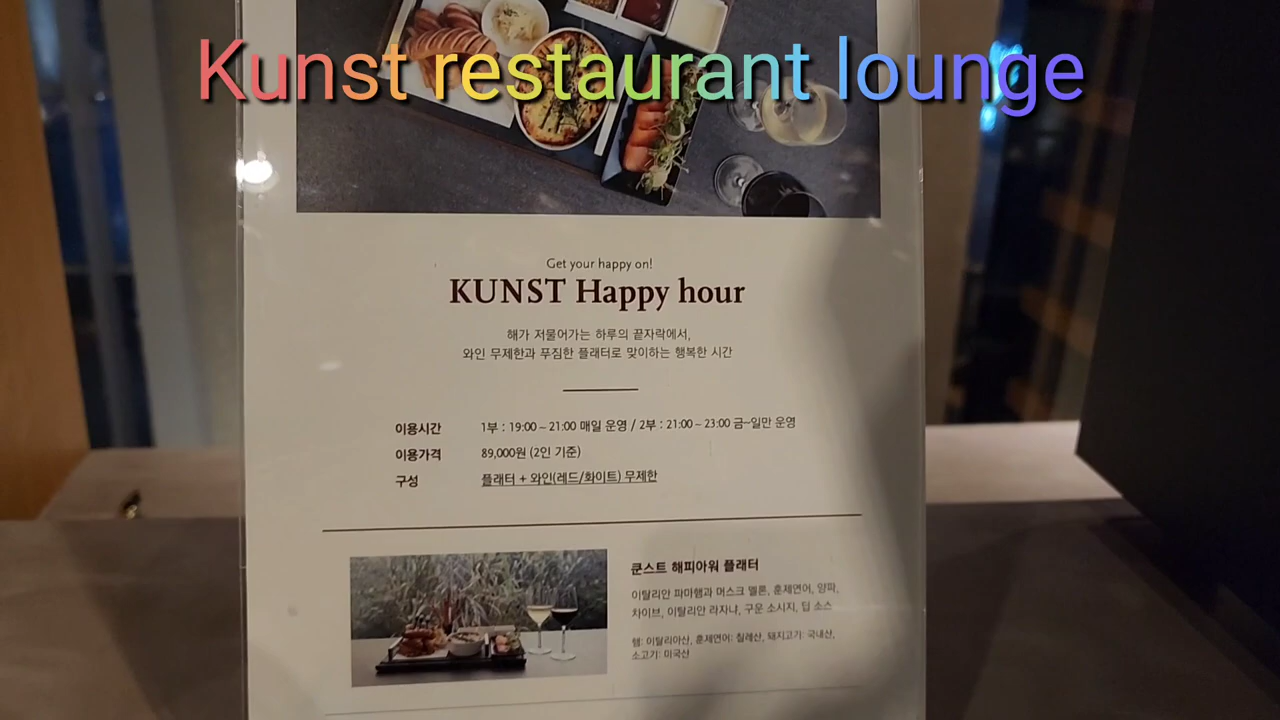 Kunst restaurant lounge
Get your happy on!
KUNST Happy hour
해가 저물어가는 하루의 끝자락에서,
와인 무제한과 푸짐한 플래터로 맞이하는 행복한 시간
이용시간 1부 : 19:00 ~ 21:00 매일 운영 / 2부 : 21:00 ~ 23:00 금~일만 운영
이용가격 89,000원 (2인 기준)
구성 플래터 + 와인(레드/화이트) 무제한
쿤스트 해피아워 플래터
이탈리안 파마햄과 머스크 멜론, 훈제연어, 양파,
차이브, 이탈리안 라자냐, 구운 소시지, 딥 소스
햄: 이탈리아산, 훈제연어: 칠레산, 돼지고기: 국내산,
소고기: 미국산